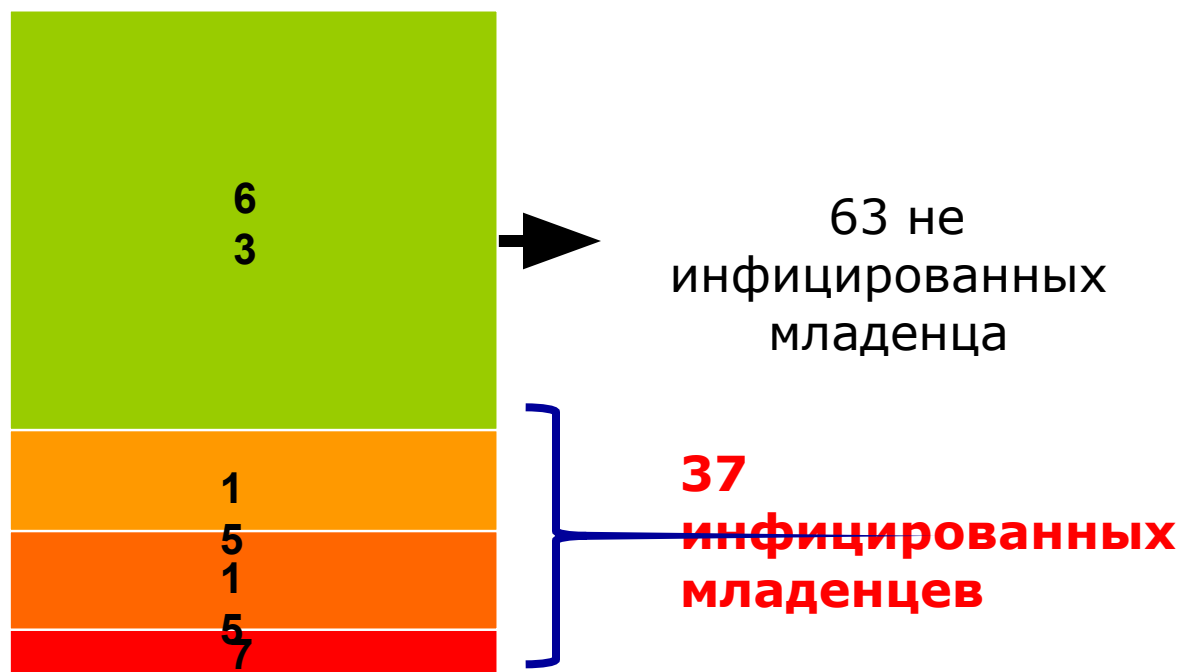 6
3
63 не
инфицированных
младенца
1
5
1
5
7
37
инфицированных
младенцев